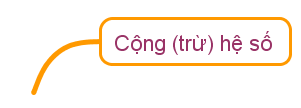 Cộng (trừ) hệ số